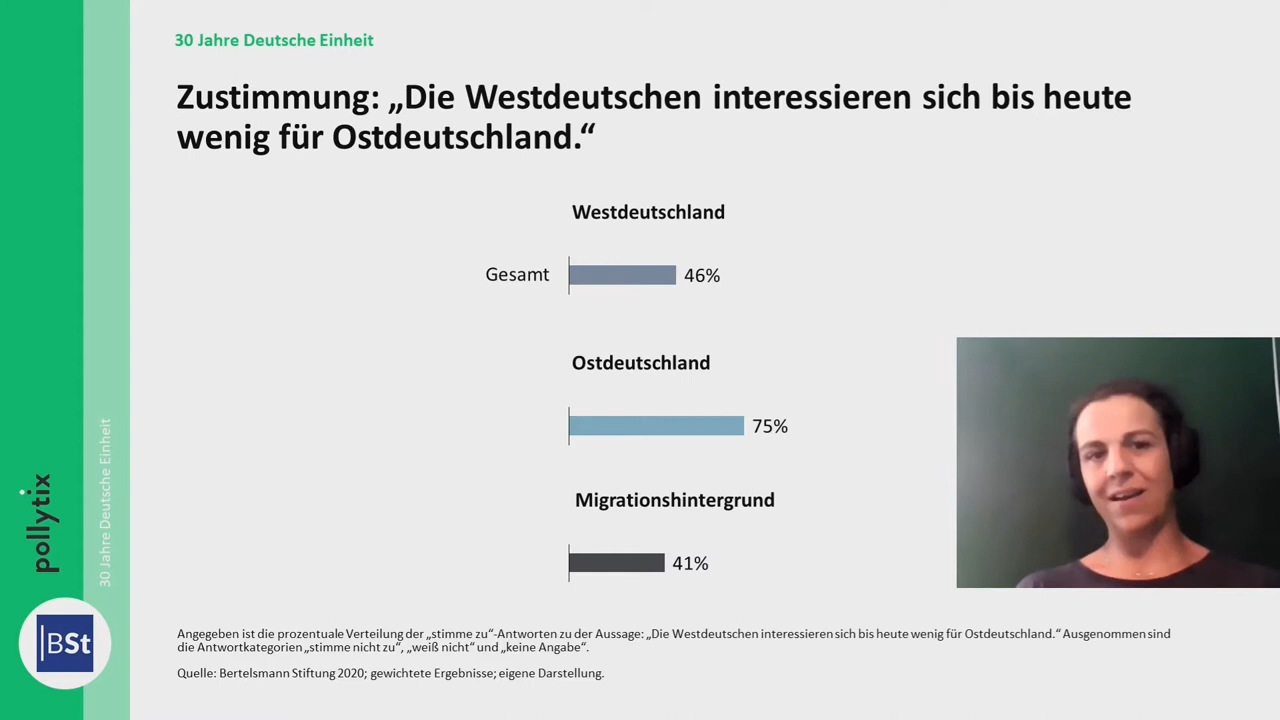 30 Jahre Deutsche Einheit
Zustimmung: „Die Westdeutschen interessieren sich bis heute
wenig für Ostdeutschland.“
Westdeutschland
Gesamt 46%
Ostdeutschland
75%
Migrationshintergrund
41%
Angegeben ist die prozentuale Verteilung der „stimme zu“-Antworten zu der Aussage: „Die Westdeutschen interessieren sich bis heute wenig für Ostdeutschland.“ Ausgenommen sind
die Antwortkategorien „stimme nicht zu“, „weiß nicht“ und „keine Angabe“.
Quelle: Bertelsmann Stiftung 2020; gewichtete Ergebnisse; eigene Darstellung.
30 Jahre Deutsche Einheit
pollytix
|BSt